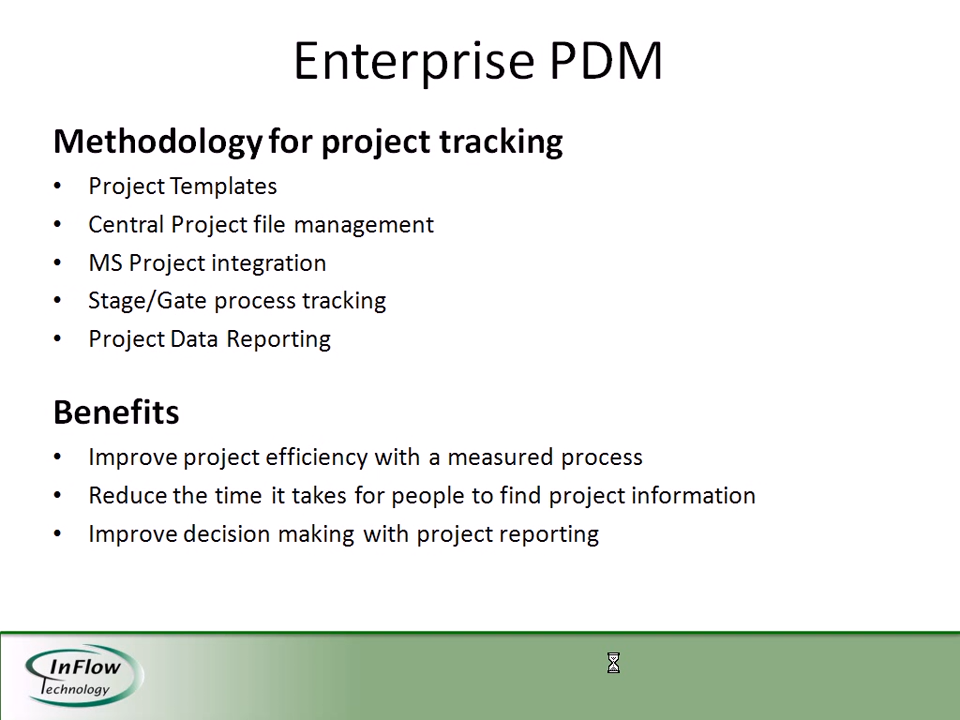 Enterprise PDM
Methodology for project tracking
• Project Templates
• Central Project file management
• MS Project integration
• Stage/Gate process tracking
• Project Data Reporting
Benefits
• Improve project efficiency with a measured process
• Reduce the time it takes for people to find project information
• Improve decision making with project reporting
InFlow
Technology